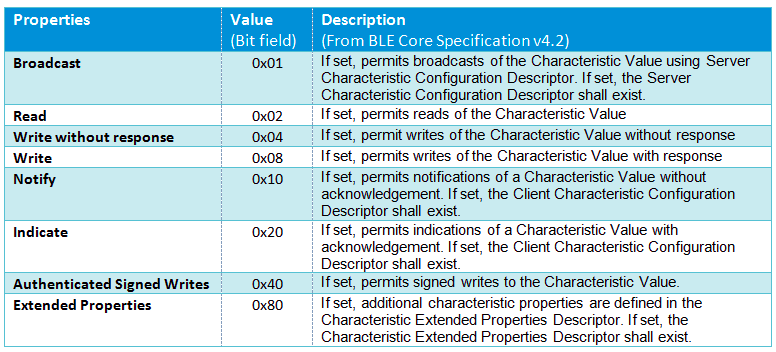 Properties Value Description
(Bit field) (From BLE Core Specification v4.2)
Broadcast 0x01 If set, permits broadcasts of the Characteristic Value using Server
Characteristic Configuration Descriptor. If set, the Server
Characteristic Configuration Descriptor shall exist.
Read 0x02 If set, permits reads of the Characteristic Value
Write without response 0x04 If set, permit writes of the Characteristic Value without response
Write 0x08 If set, permits writes of the Characteristic Value with response
Notify 0x10 If set, permits notifications of a Characteristic Value without
acknowledgement. If set, the Client Characteristic Configuration
Descriptor shall exist.
Indicate 0x20 If set, permits indications of a Characteristic Value with
acknowledgement. If set, the Client Characteristic Configuration
Descriptor shall exist.
Authenticated Signed Writes 0x40 If set, permits signed writes to the Characteristic Value.
Extended Properties 0x80 If set, additional characteristic properties are defined in the
Characteristic Extended Properties Descriptor. If set, the
Characteristic Extended Properties Descriptor shall exist.